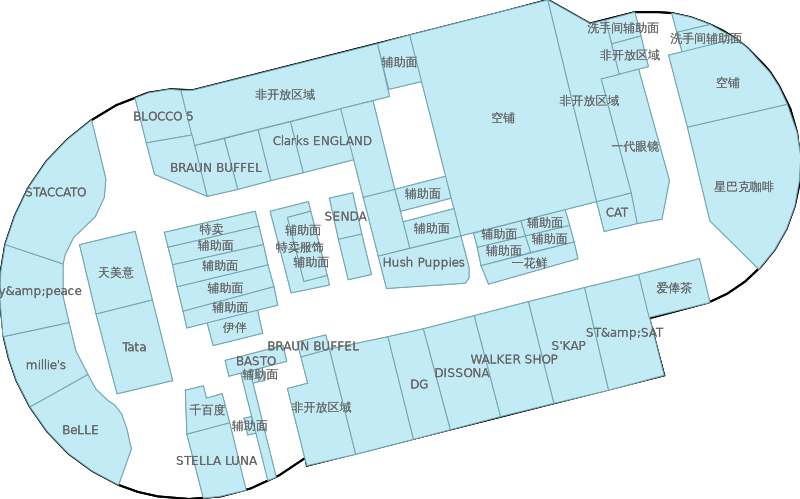 洗手间辅助面
洗手间辅助面
非开放区域
辅助面
空铺
非开放区域
非开放区域
空铺
BLOCCO 5
Clarks ENGLAND
一代眼镜
BRAUN BUFFEL
星巴克咖啡
STACCATO
辅助面
SENDA
CAT
特卖
辅助面
辅助面
辅助面
辅助面
辅助面
特卖服饰
辅助面
辅助面
一花鲜
Hush Puppies
辅助面
辅助面
天美意
辅助面
爱俸茶
y&amp;peace
辅助面
伊伴
ST&amp;SAT
S'KAP
BRAUN BUFFEL
Tata
WALKER SHOP
BASTO
millie's
辅助面
DISSONA
DG
非开放区域
千百度
辅助面
BeLLE
STELLA LUNA